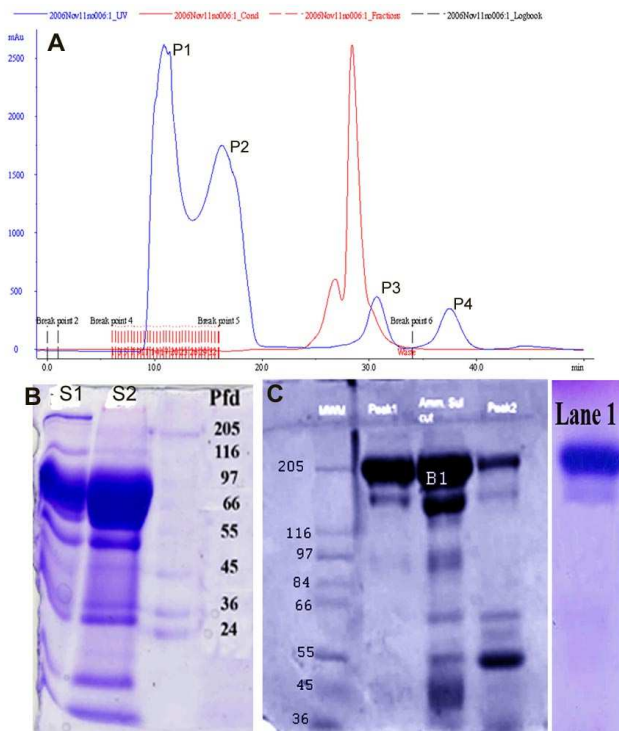 2006Nov11no006:1_UV 2006Nov11no006:1_Cond 2006Nov11no006:1_Fractions 2006Nov11no006:1_Logbook
mAu
A
P1
2500
2000
P2
1500
1000
500
P3
P4
Break point 2 Break point 4 Break point 5 Break point 6
0
Waste
0.0 10.0 20.0 30.0 40.0 min
B S1 S2 Pfd
205
116
97
66
55
45
36
24
C MWM Peak1 Amm. Sul cut Peak2
B1
205
116
97
84
66
55
45
36
Lane 1